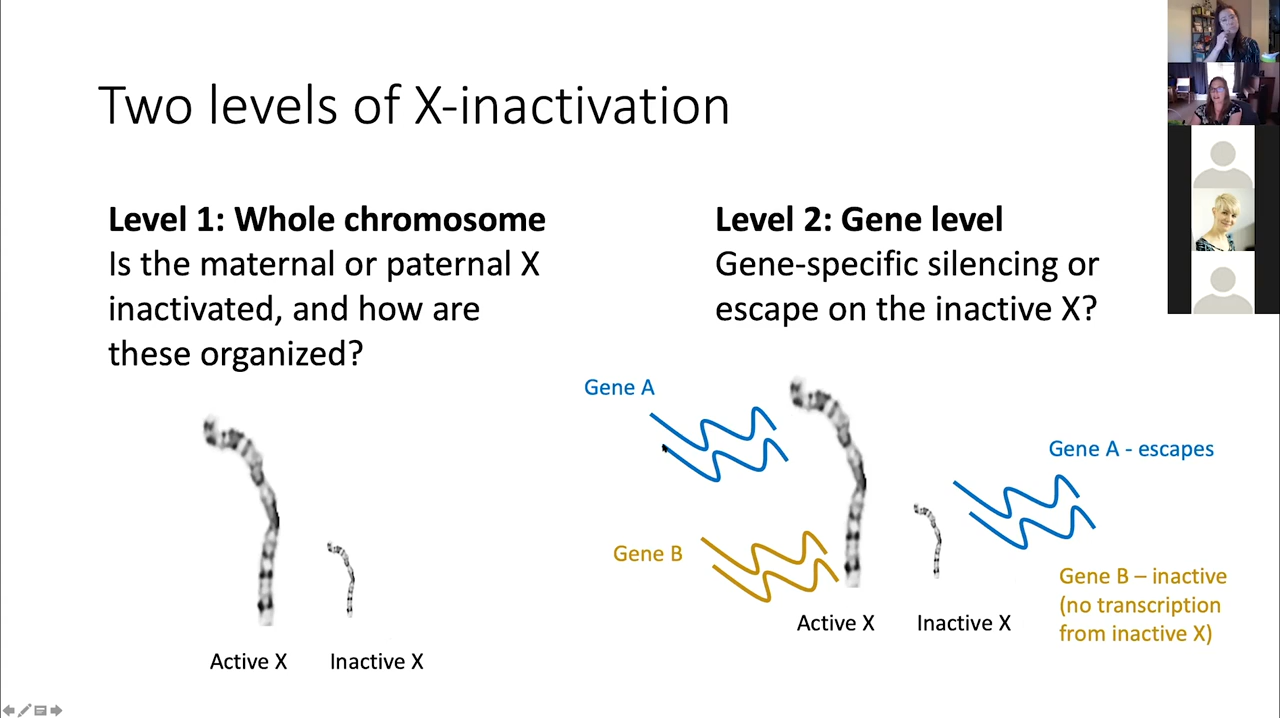 Two levels of X-inactivation
Level 1: Whole chromosome
Is the maternal or paternal X
inactivated, and how are
these organized?
Active X
Inactive X
Level 2: Gene level
Gene-specific silencing or
escape on the inactive X?
Gene A
Gene A - escapes
Gene B
Gene B – inactive
(no transcription
from inactive X)
Active X
Inactive X